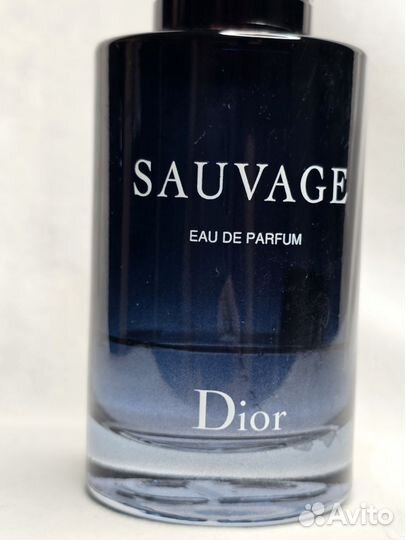 SAUVAGE
EAU DE PARFUM
Dior
Avito